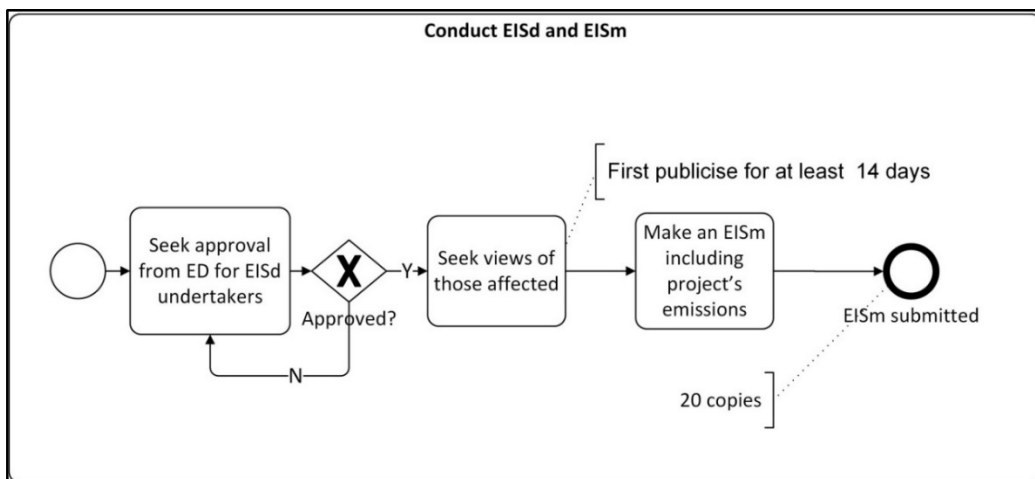 Conduct EISd and EISm
First publicise for at least 14 days
Seek approval
from ED for EISd
undertakers
Approved?
Y
N
Seek views of
those affected
Make an EISm
including
project's
emissions
EISm submitted
20 copies